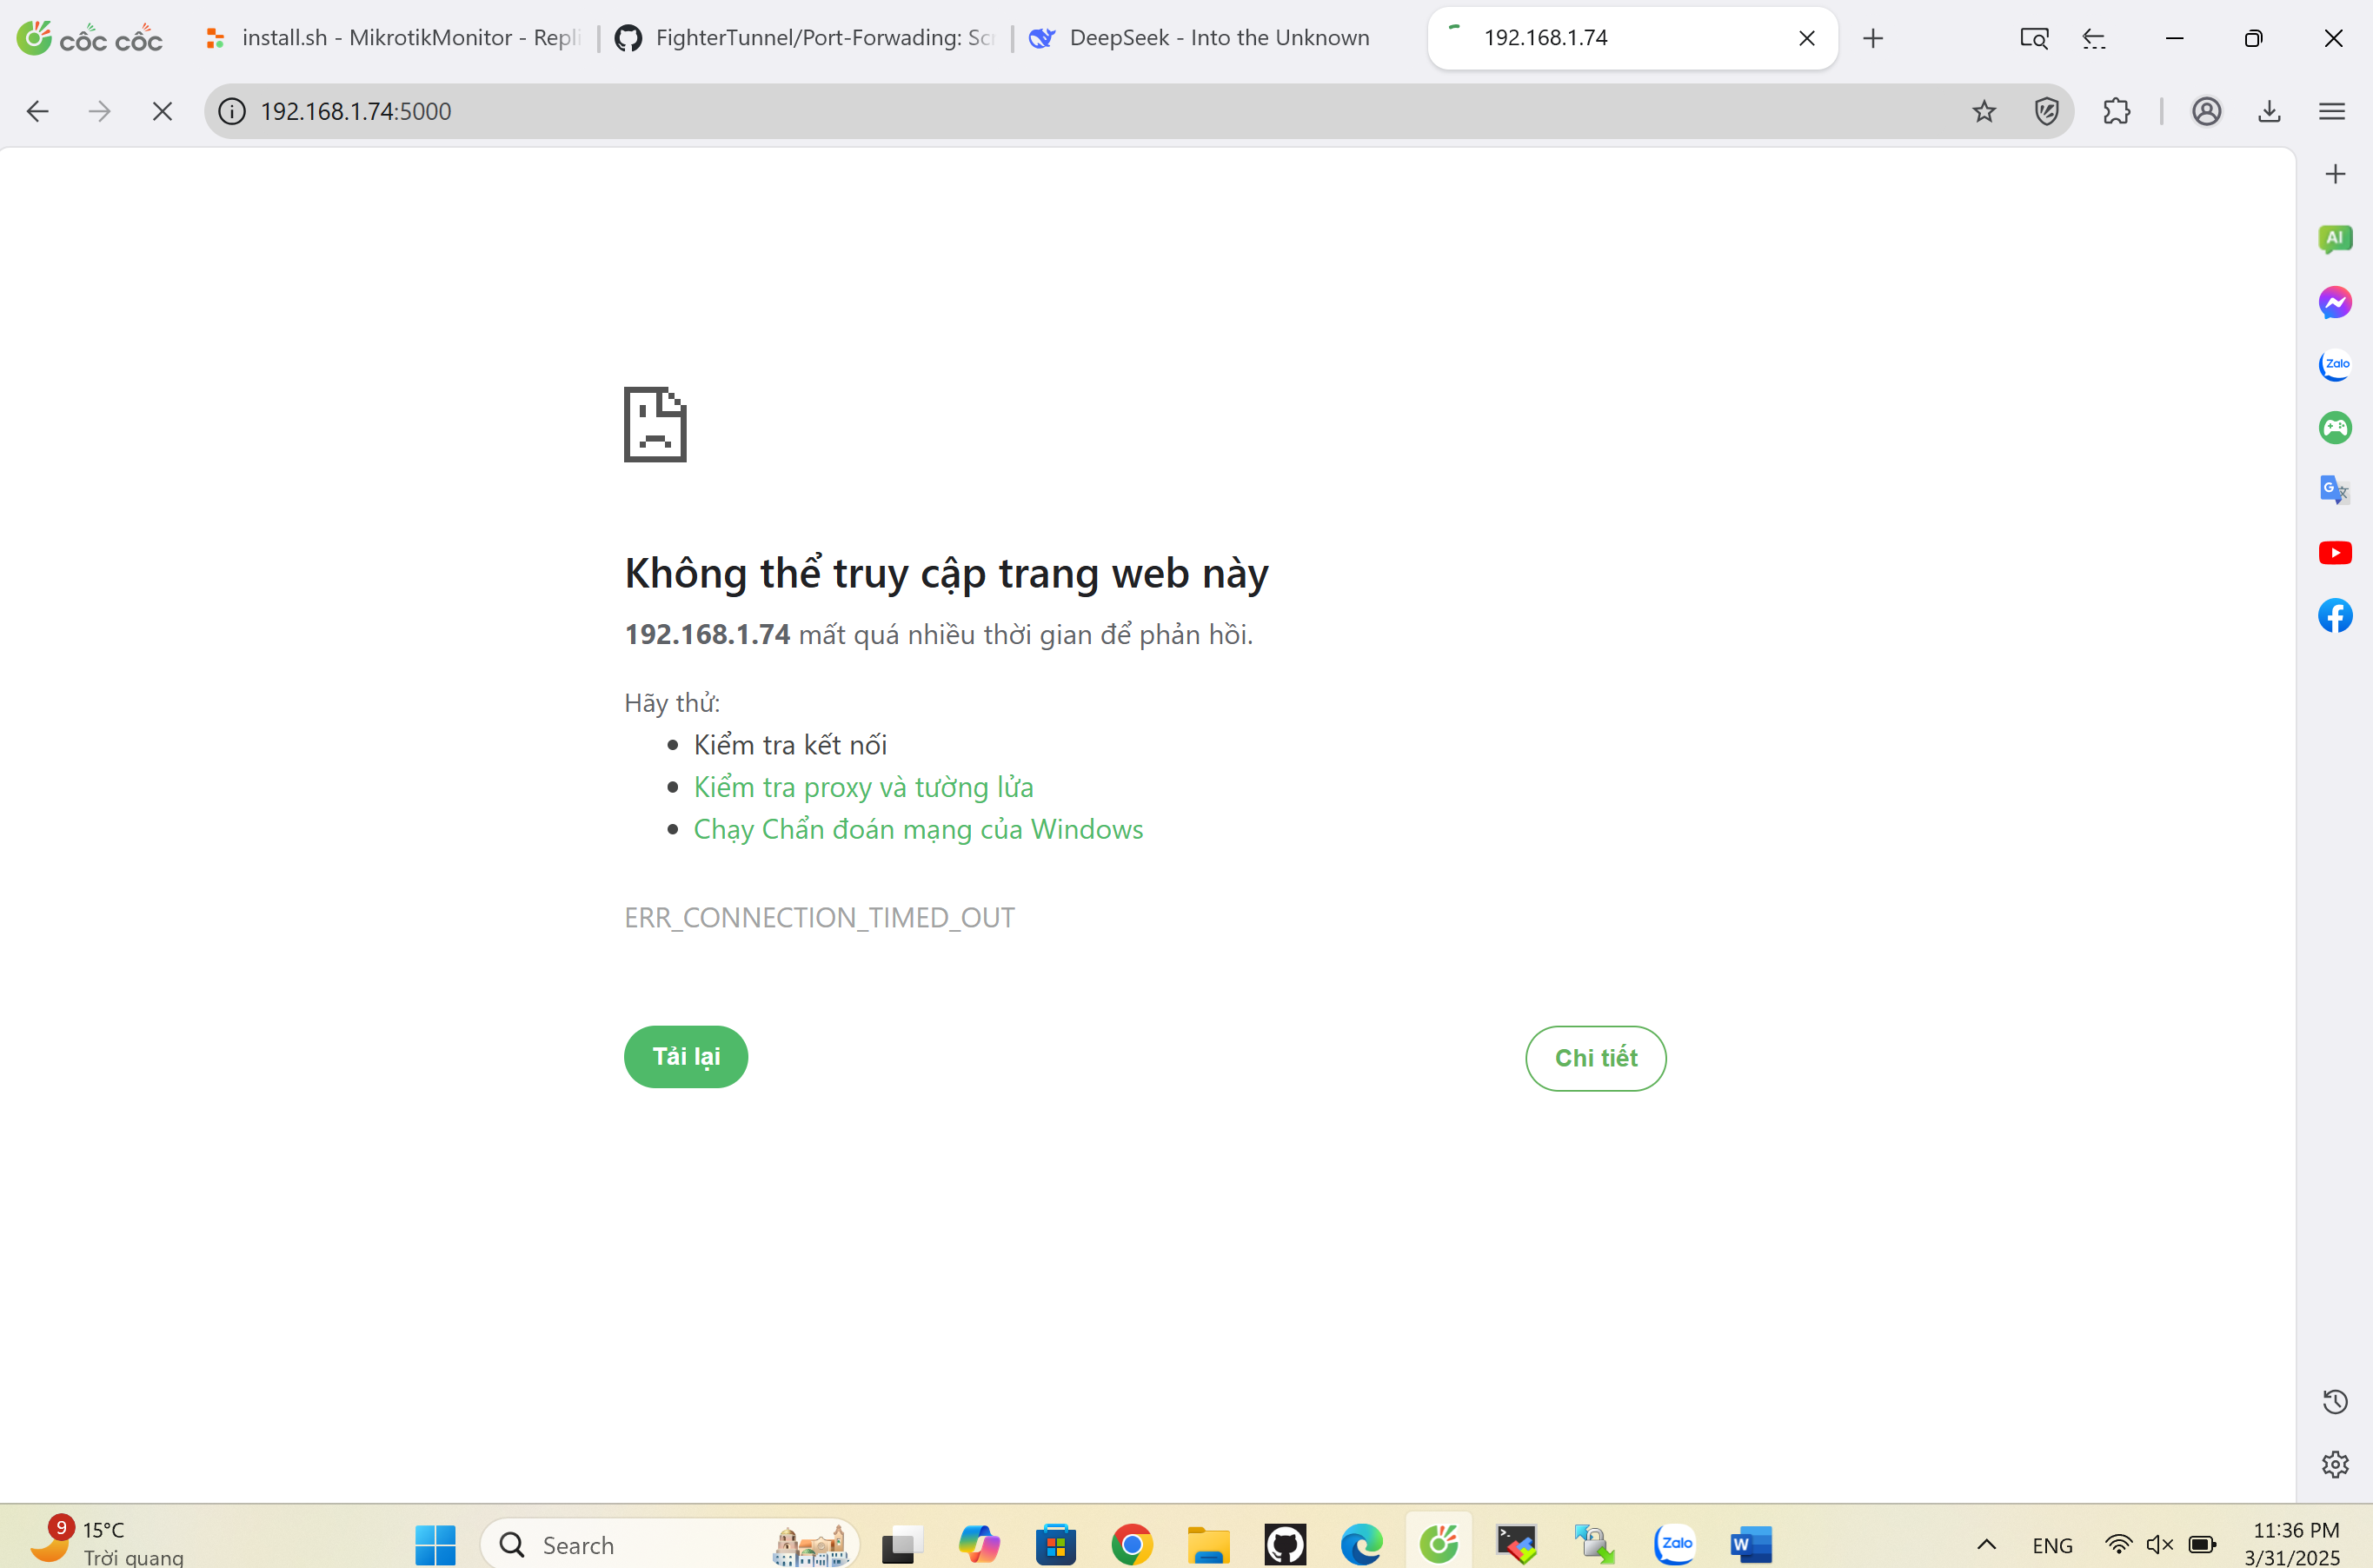 cốc cốc
install.sh - MikrotikMonitor - Repli
FighterTunnel/Port-Forwading: Scr
DeepSeek - Into the Unknown
192.168.1.74
192.168.1.74:5000
AI
Zalo
G
Không thể truy cập trang web này
192.168.1.74 mất quá nhiều thời gian để phản hồi.
Hãy thử:
Kiểm tra kết nối
Kiểm tra proxy và tường lửa
Chạy Chẩn đoán mạng của Windows
ERR_CONNECTION_TIMED_OUT
Tải lại
Chi tiết
9
15°C
Trời quang
Search
Zalo
W
ENG
11:36 PM
3/31/2025